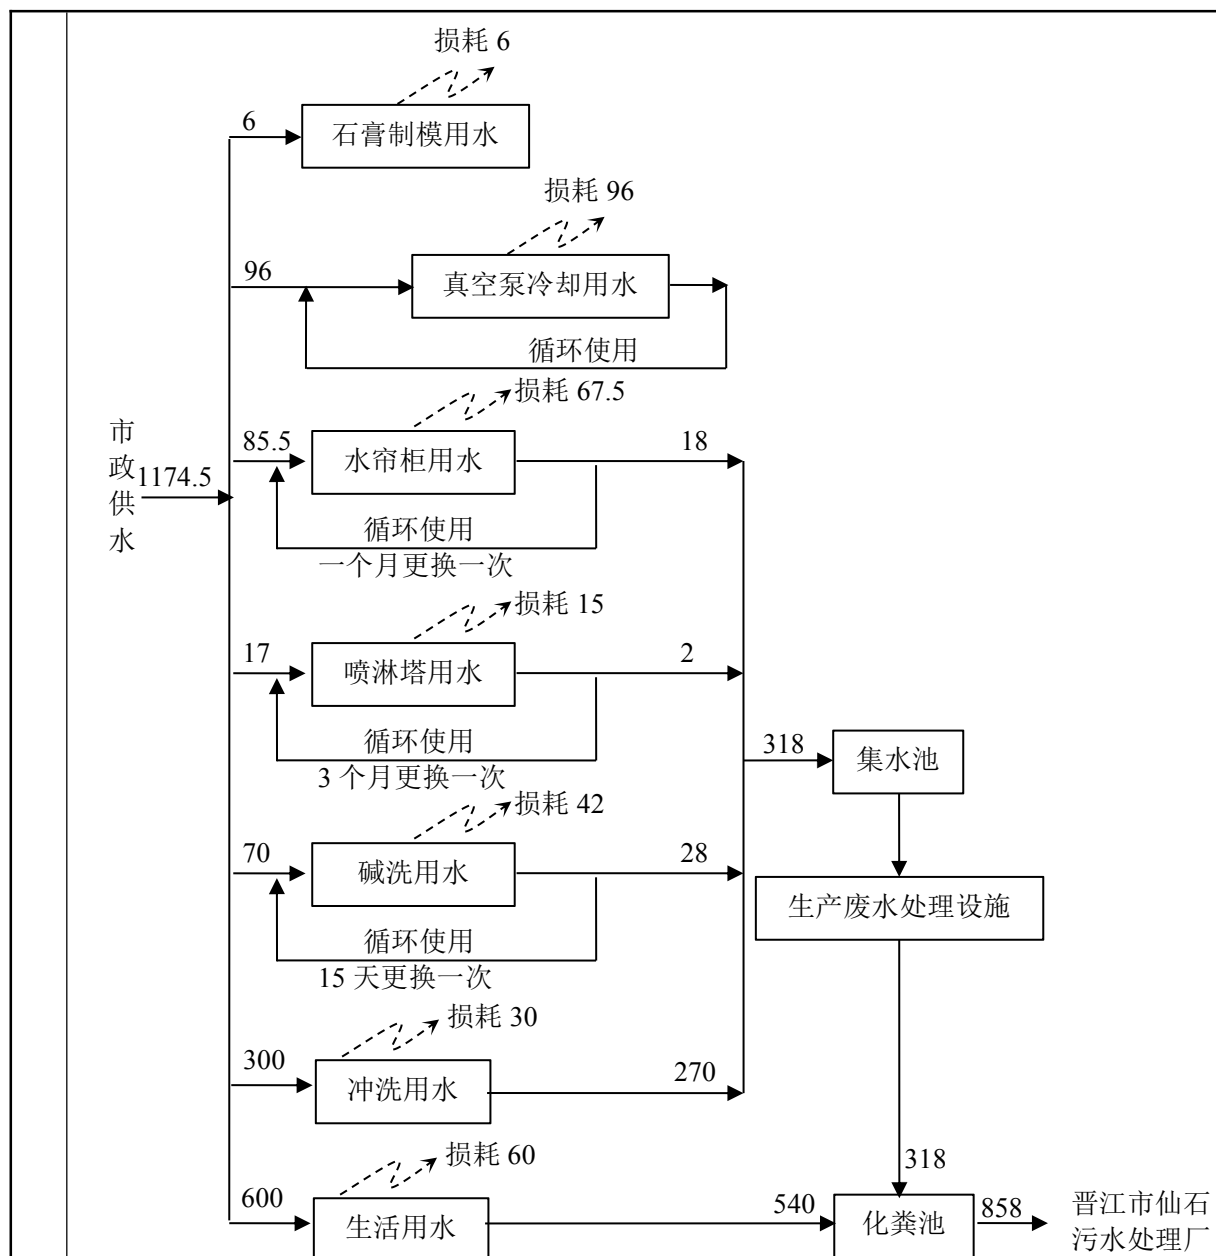 损耗 6
6
石膏制模用水
损耗 96
96
真空泵冷却用水
循环使用
损耗 67.5
市政供水
1174.5
85.5
水帘柜用水
18
循环使用
一个月更换一次
损耗 15
17
喷淋塔用水
2
循环使用
3 个月更换一次
318
集水池
损耗 42
70
碱洗用水
28
生产废水处理设施
循环使用
15 天更换一次
损耗 30
300
冲洗用水
270
318
损耗 60
600
生活用水
540
化粪池
858
晋江市仙石
污水处理厂